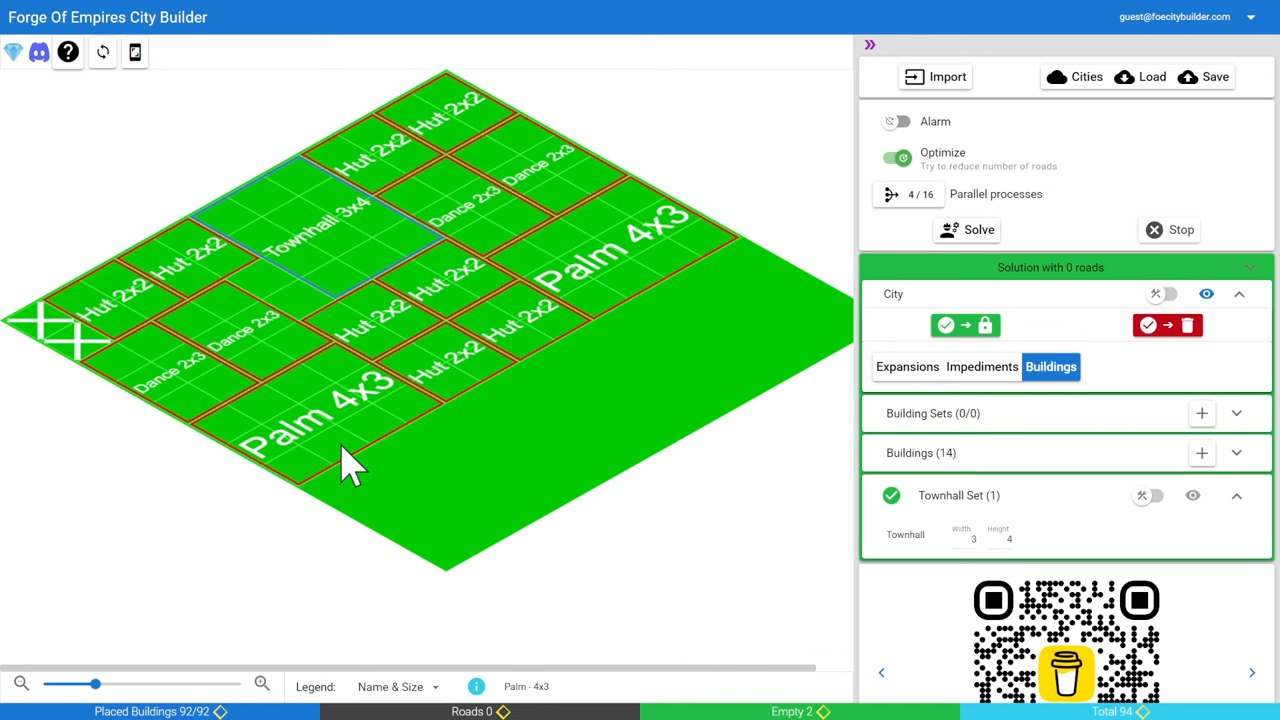 Forge Of Empires City Builder
guest@foecitybuilder.com
Import
Cities
Load
Save
Alarm
Optimize
Try to reduce number of roads
4 / 16
Parallel processes
Solve
Stop
Solution with 0 roads
City
Expansions
Impediments
Buildings
Building Sets (0/0)
Buildings (14)
Townhall Set (1)
Townhall
Width
3
Height
4
Hut 2x2
Hut 2x2
Dance 2x3
Dance 2x3
Townhall 3x4
Palm 4x3
Hut 2x2
Hut 2x2
Hut 2x2
Hut 2x2
Hut 2x2
Hut 2x2
Dance 2x3
Dance 2x3
Palm 4x3
Legend:
Name & Size
Palm - 4x3
Placed Buildings 92/92
Roads 0
Empty 2
Total 94